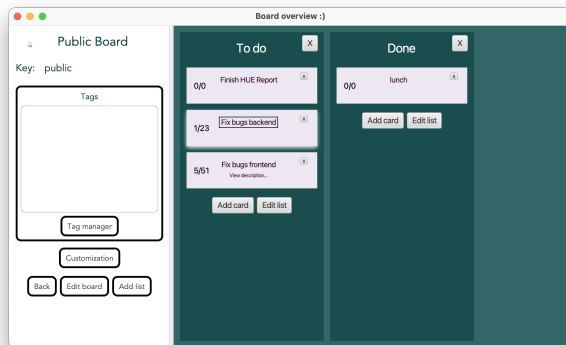 Board overview :)
Public Board
Key: public
Tags
Tag manager
Customization
Back Edit board Add list
To do X
0/0 Finish HUE Report x
1/23 Fix bugs backend x
5/51 Fix bugs frontend x
View description...
Add card Edit list
Done X
0/0 lunch x
Add card Edit list